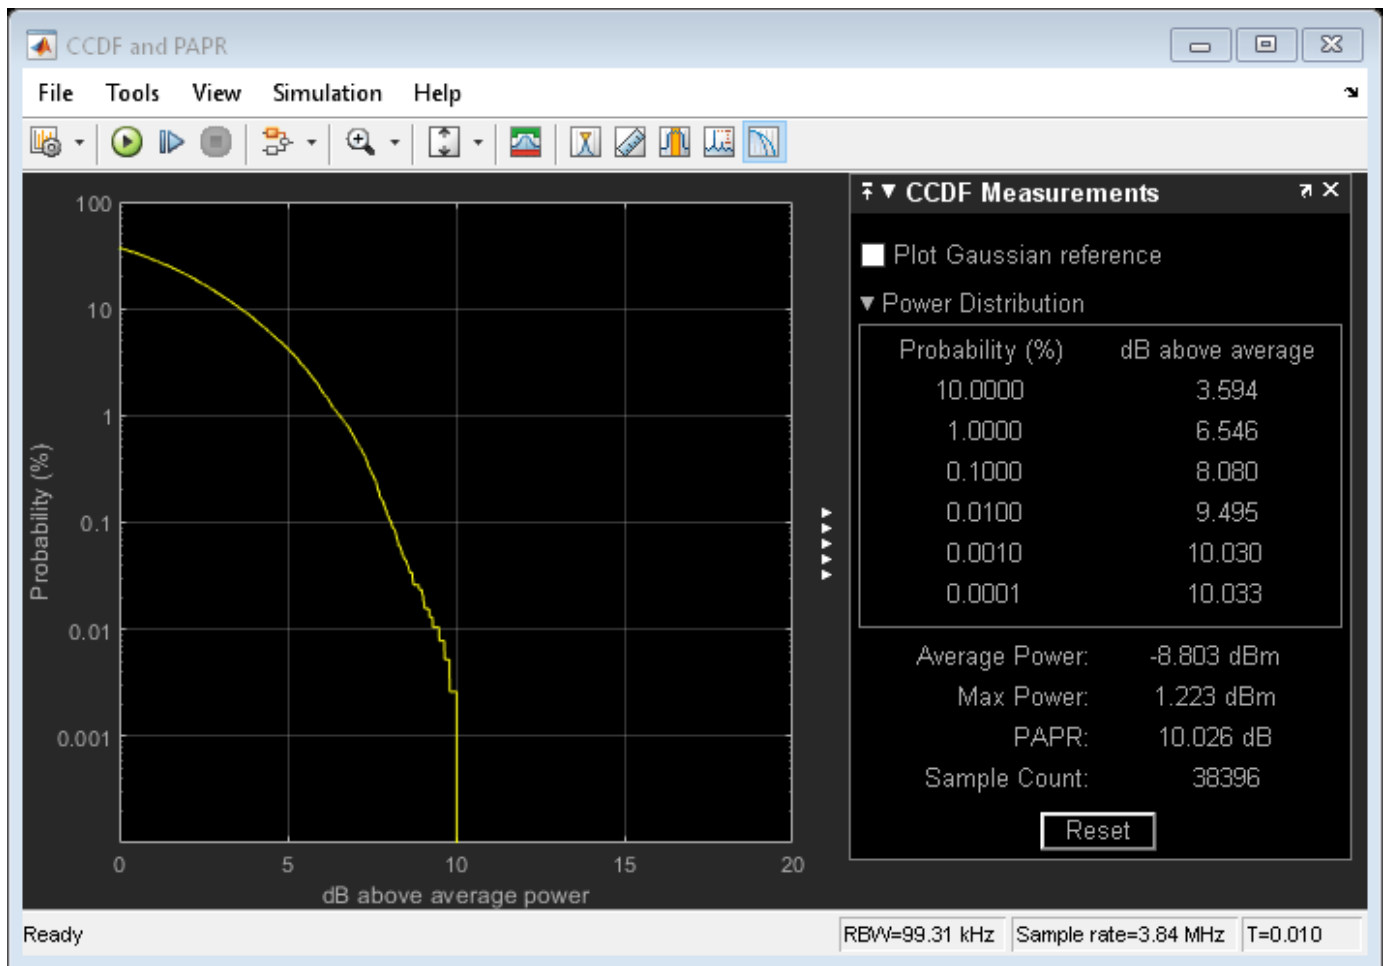 CCDF and PAPR
File Tools View Simulation Help
100
10
1
0.1
0.01
0.001
Probability (%)
0 5 10 15 20
dB above average power
CCDF Measurements
Plot Gaussian reference
Power Distribution
Probability (%) dB above average
10.0000 3.594
1.0000 6.546
0.1000 8.080
0.0100 9.495
0.0010 10.030
0.0001 10.033
Average Power: -8.803 dBm
Max Power: 1.223 dBm
PAPR: 10.026 dB
Sample Count: 38396
Reset
Ready RBW=99.31 kHz Sample rate=3.84 MHz T=0.010